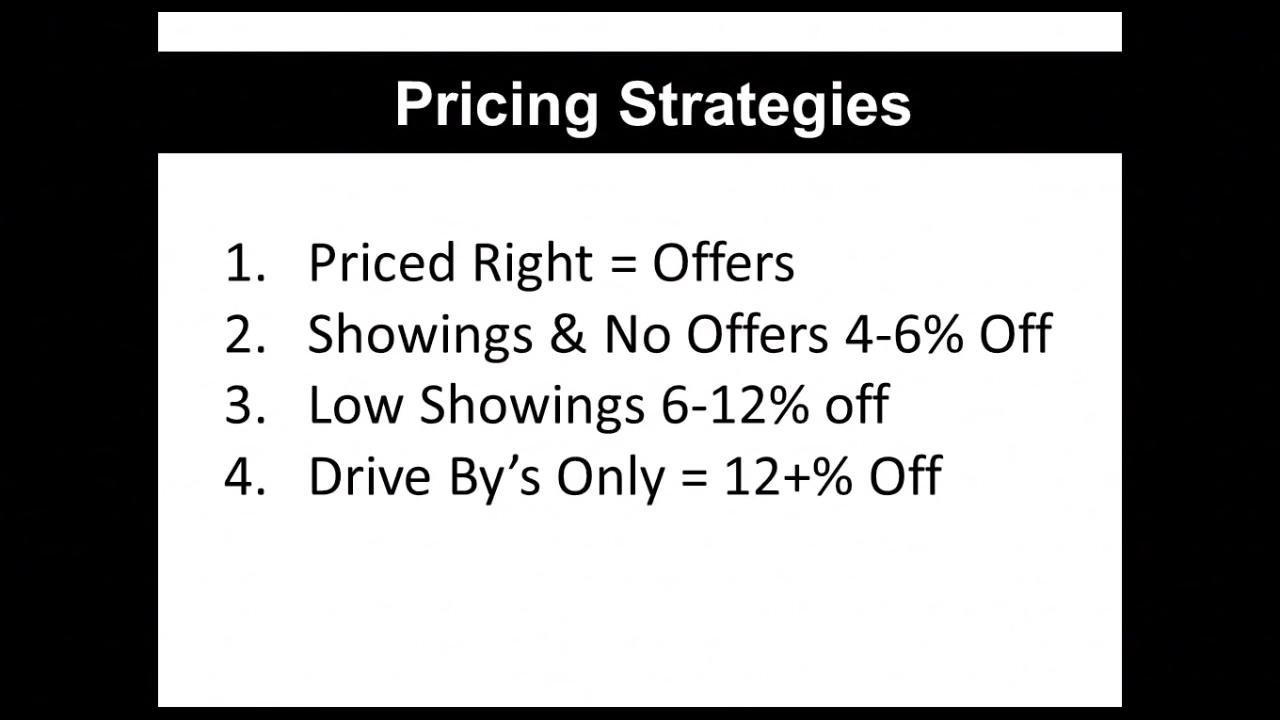 Pricing Strategies
1. Priced Right = Offers
2. Showings & No Offers 4-6% Off
3. Low Showings 6-12% off
4. Drive By’s Only = 12+% Off